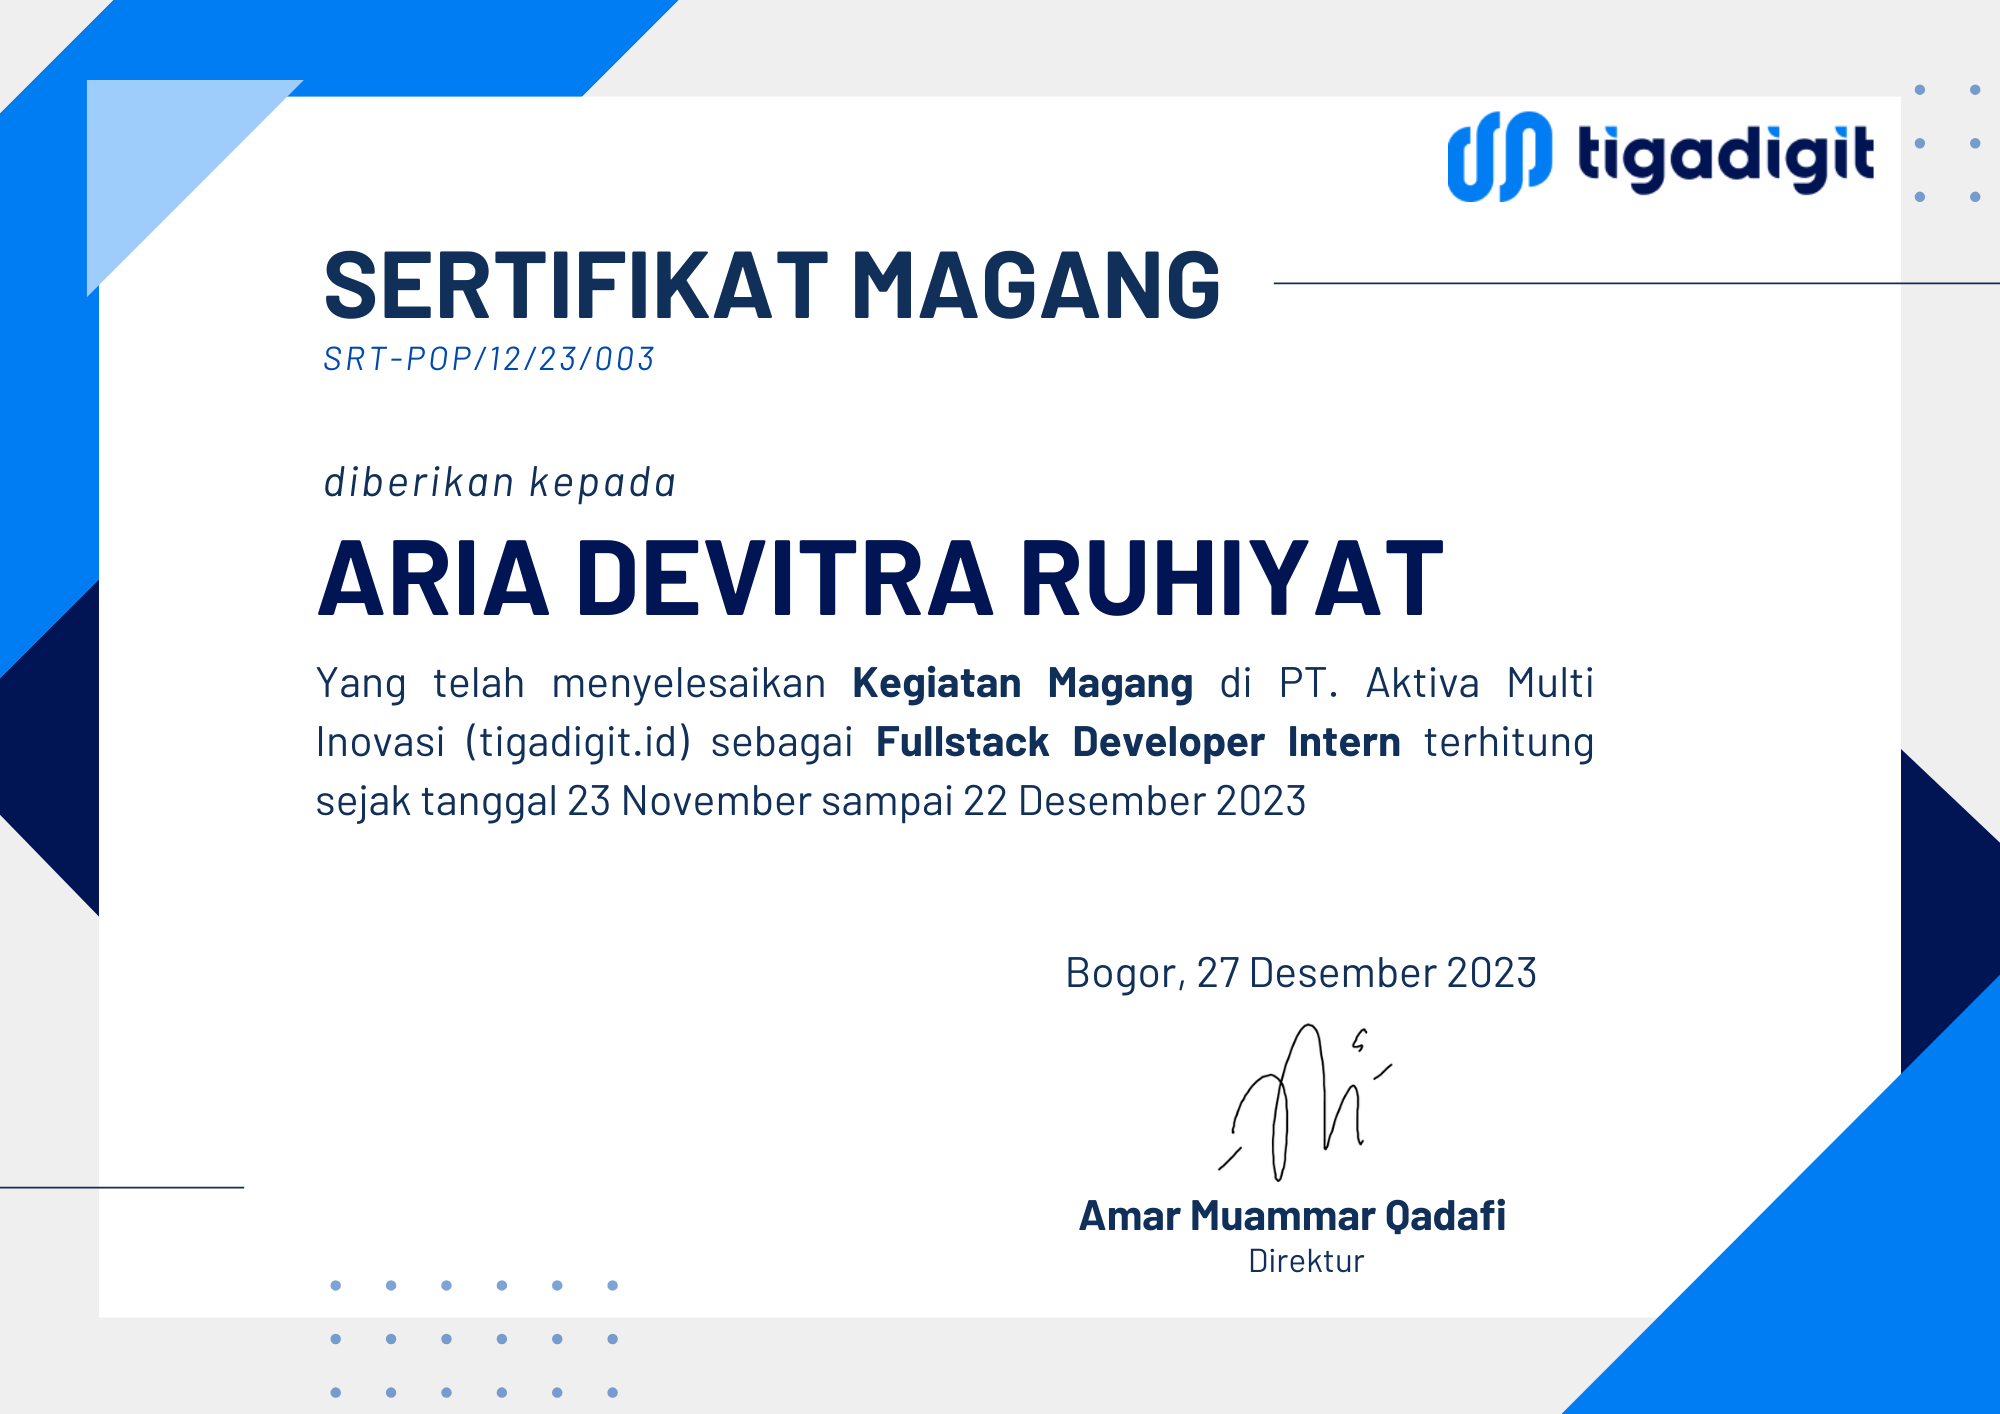 tigadigit
SERTIFIKAT MAGANG
SRT-POP/12/23/003
diberikan kepada
ARIA DEVITRA RUHIYAT
Yang telah menyelesaikan Kegiatan Magang di PT. Aktiva Multi
Inovasi (tigadigit.id) sebagai Fullstack Developer Intern terhitung
sejak tanggal 23 November sampai 22 Desember 2023
Bogor, 27 Desember 2023
Amar Muammar Qadafi
Direktur